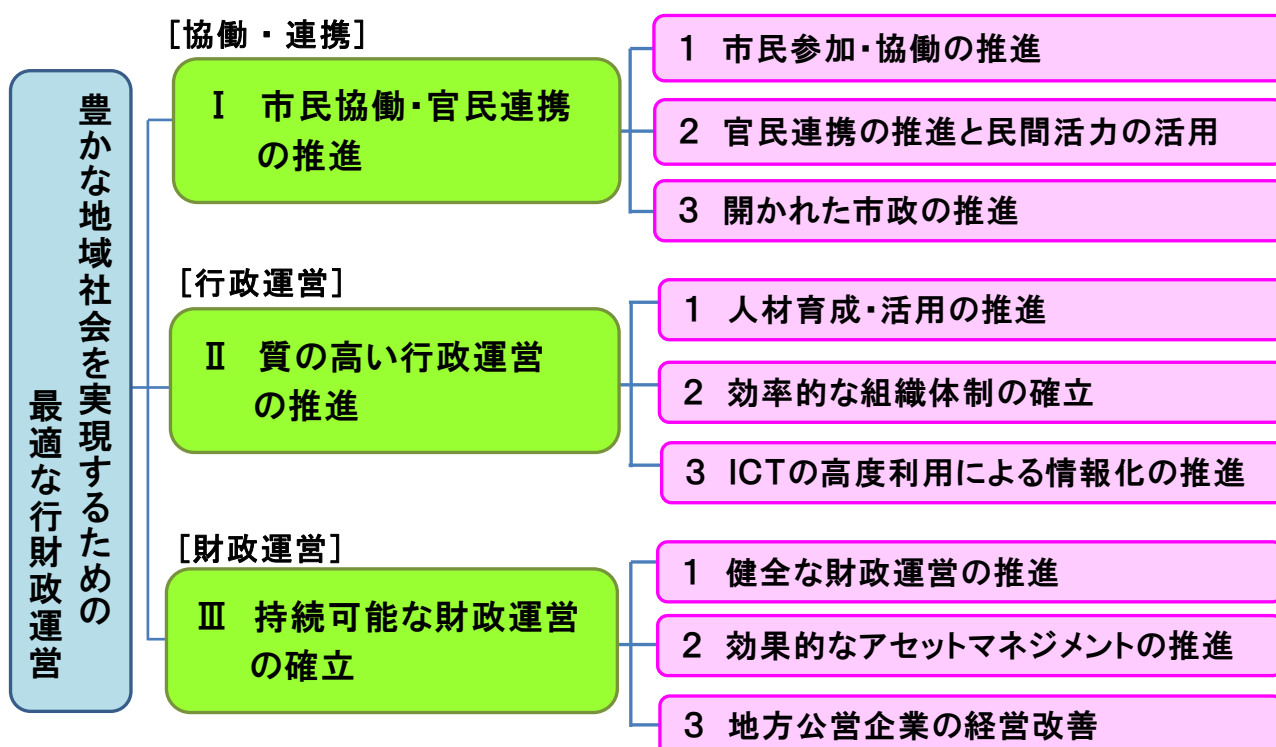 豊かな地域社会を実現するための
最適な行財政運営
[協働・連携]
Ⅰ 市民協働・官民連携
の推進
1 市民参加・協働の推進
2 官民連携の推進と民間活力の活用
3 開かれた市政の推進
[行政運営]
Ⅱ 質の高い行政運営
の推進
1 人材育成・活用の推進
2 効率的な組織体制の確立
3 ICTの高度利用による情報化の推進
[財政運営]
Ⅲ 持続可能な財政運営
の確立
1 健全な財政運営の推進
2 効果的なアセットマネジメントの推進
3 地方公営企業の経営改善